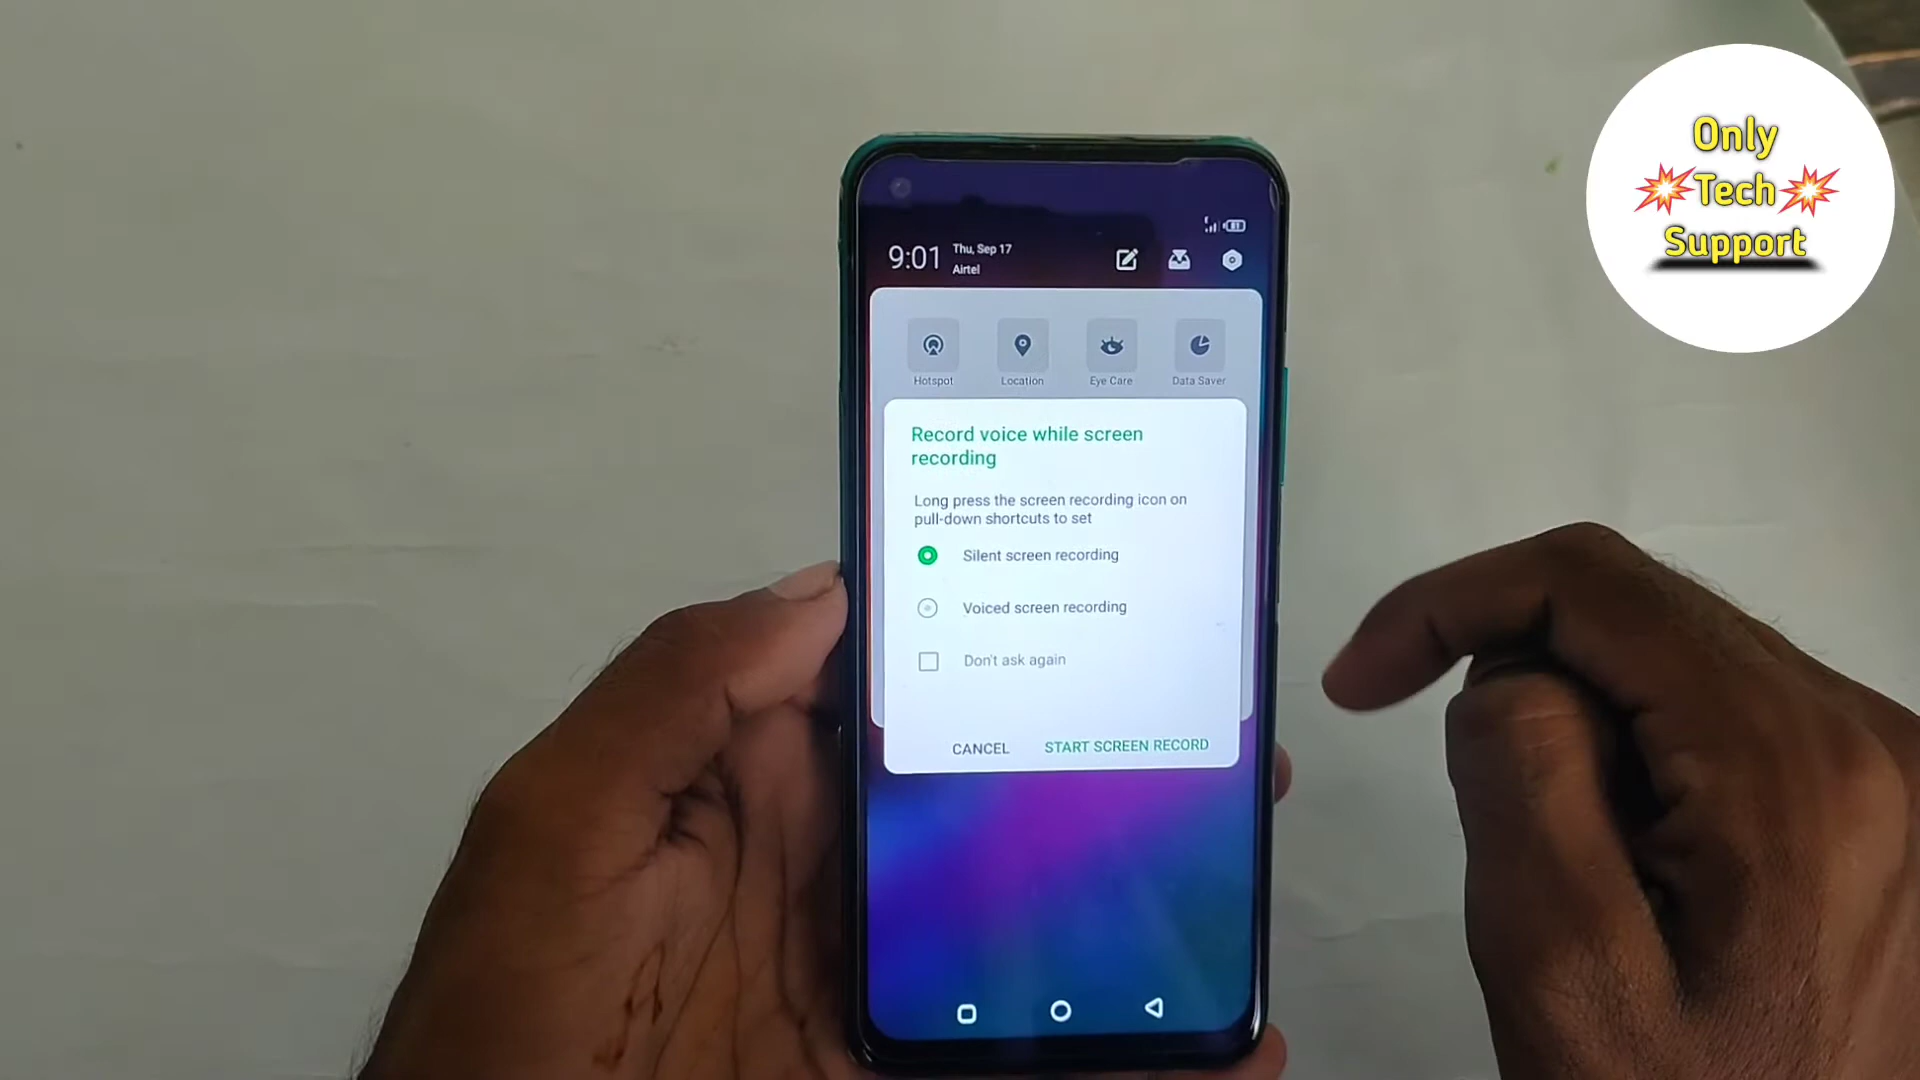 Only
Tech
Support
9:01 Thu, Sep 17
Airtel
Hotspot Location Eye Care Data Saver
Record voice while screen
recording
Long press the screen recording icon on
pull-down shortcuts to set
Silent screen recording
Voiced screen recording
Don't ask again
CANCEL START SCREEN RECORD